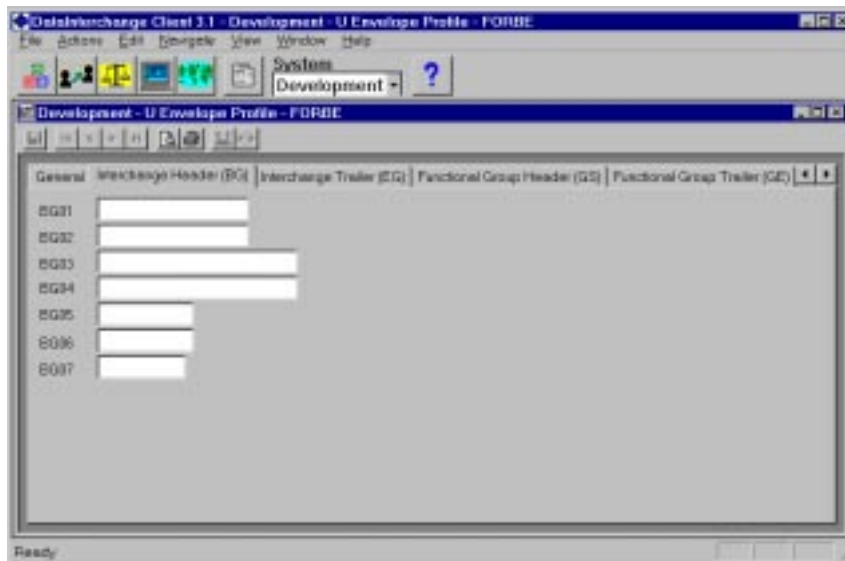 DataInterchange Client 3.1 - Development - U Envelope Profile - FORBE
File Actions Edit Navigate View Window Help
System
Development
?
Development - U Envelope Profile - FORBE
General Interchange Header (BG) Interchange Trailer (EG) Functional Group Header (GS) Functional Group Trailer (GE)
BG01
BG02
BG03
BG04
BG05
BG06
BG07
Ready